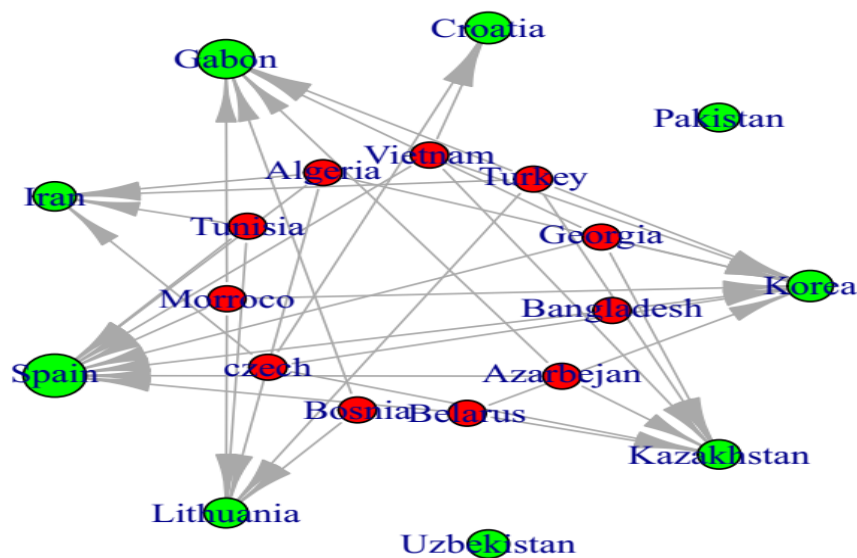 Croatia
Gabon
Pakistan
Vietnam
Algeria
Turkey
Iran
Tunisia
Georgia
Korea
Morroco
Bangladesh
Spain
czech
Azarbejan
Bosnia
Belarus
Kazakhstan
Lithuania
Uzbekistan